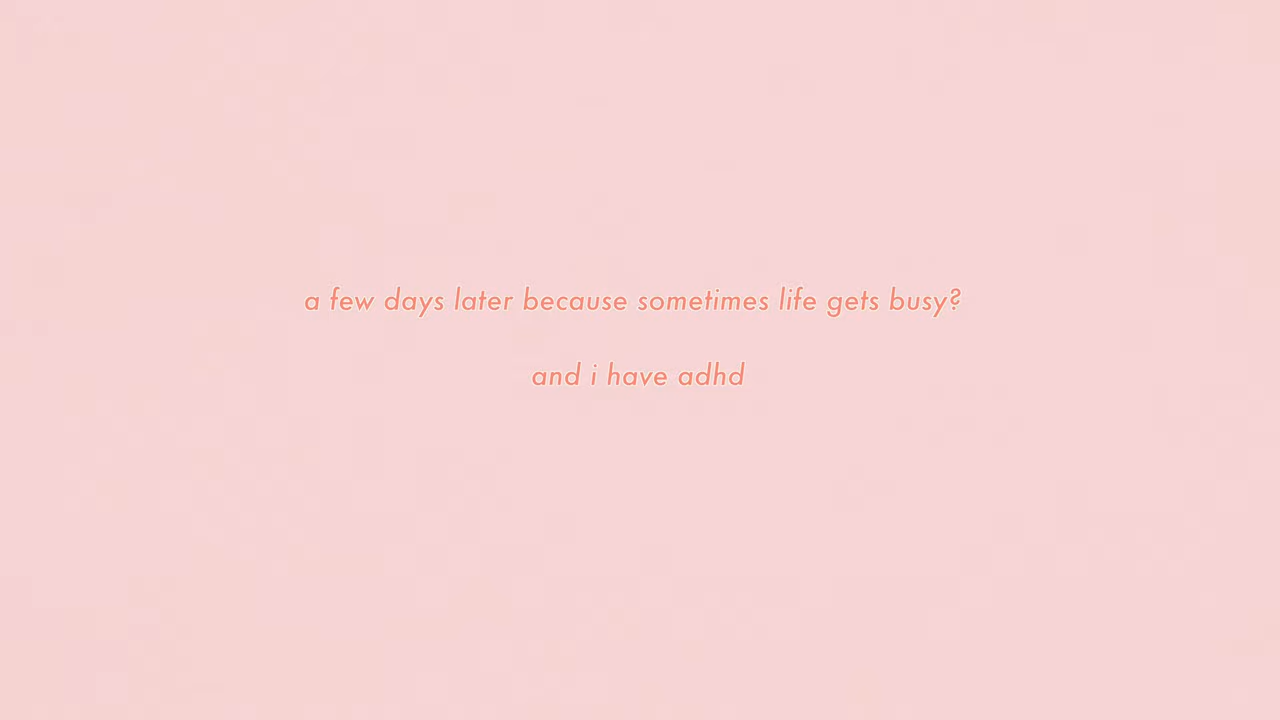 a few days later because sometimes life gets busy?
and i have adhd